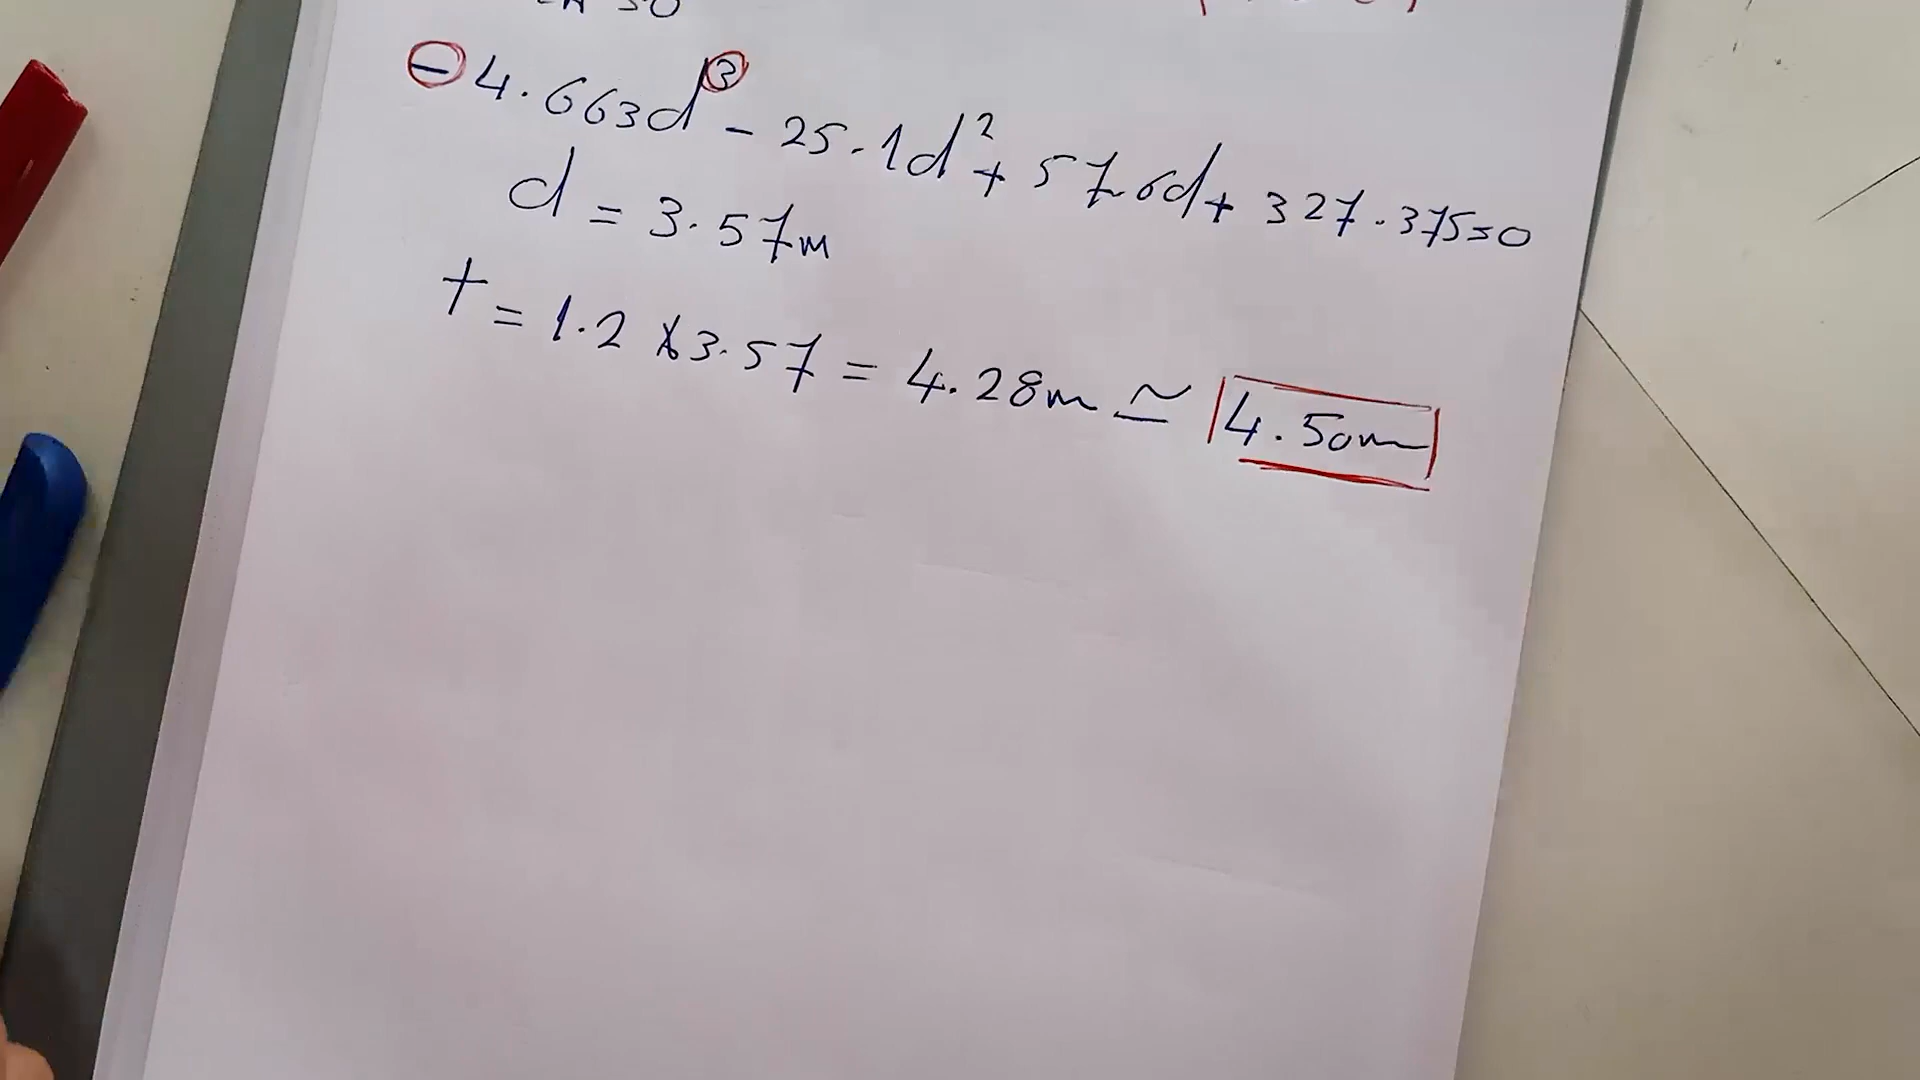 = 0
- 4.663d³ - 25.1d² + 57.6d + 327.375 = 0
d = 3.57m
t = 1.2 x 3.57 = 4.28m ≃ 4.50m